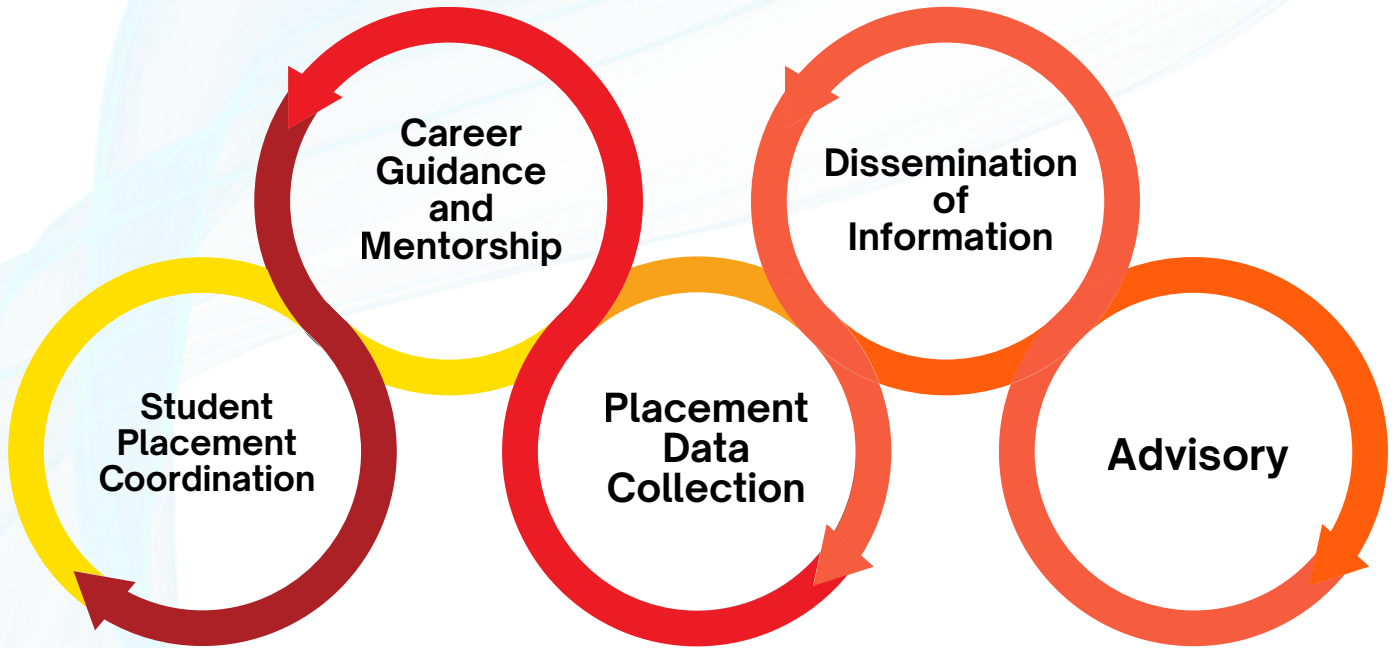 Career
Guidance
and
Mentorship
Dissemination
of
Information
Student
Placement
Coordination
Placement
Data
Collection
Advisory